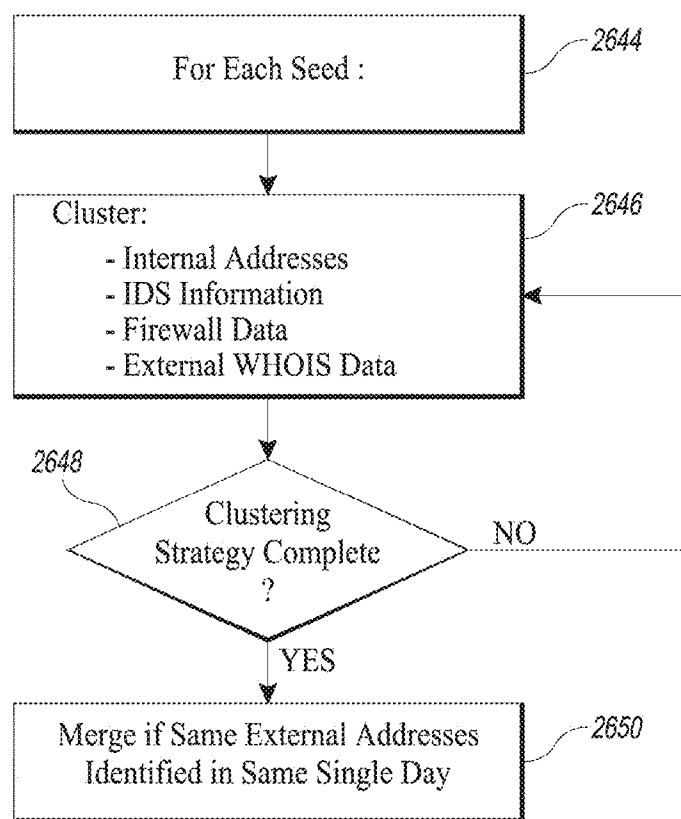 For Each Seed :
2644
Cluster:
- Internal Addresses
- IDS Information
- Firewall Data
- External WHOIS Data
2646
2648
Clustering
Strategy Complete
?
NO
YES
Merge if Same External Addresses
Identified in Same Single Day
2650